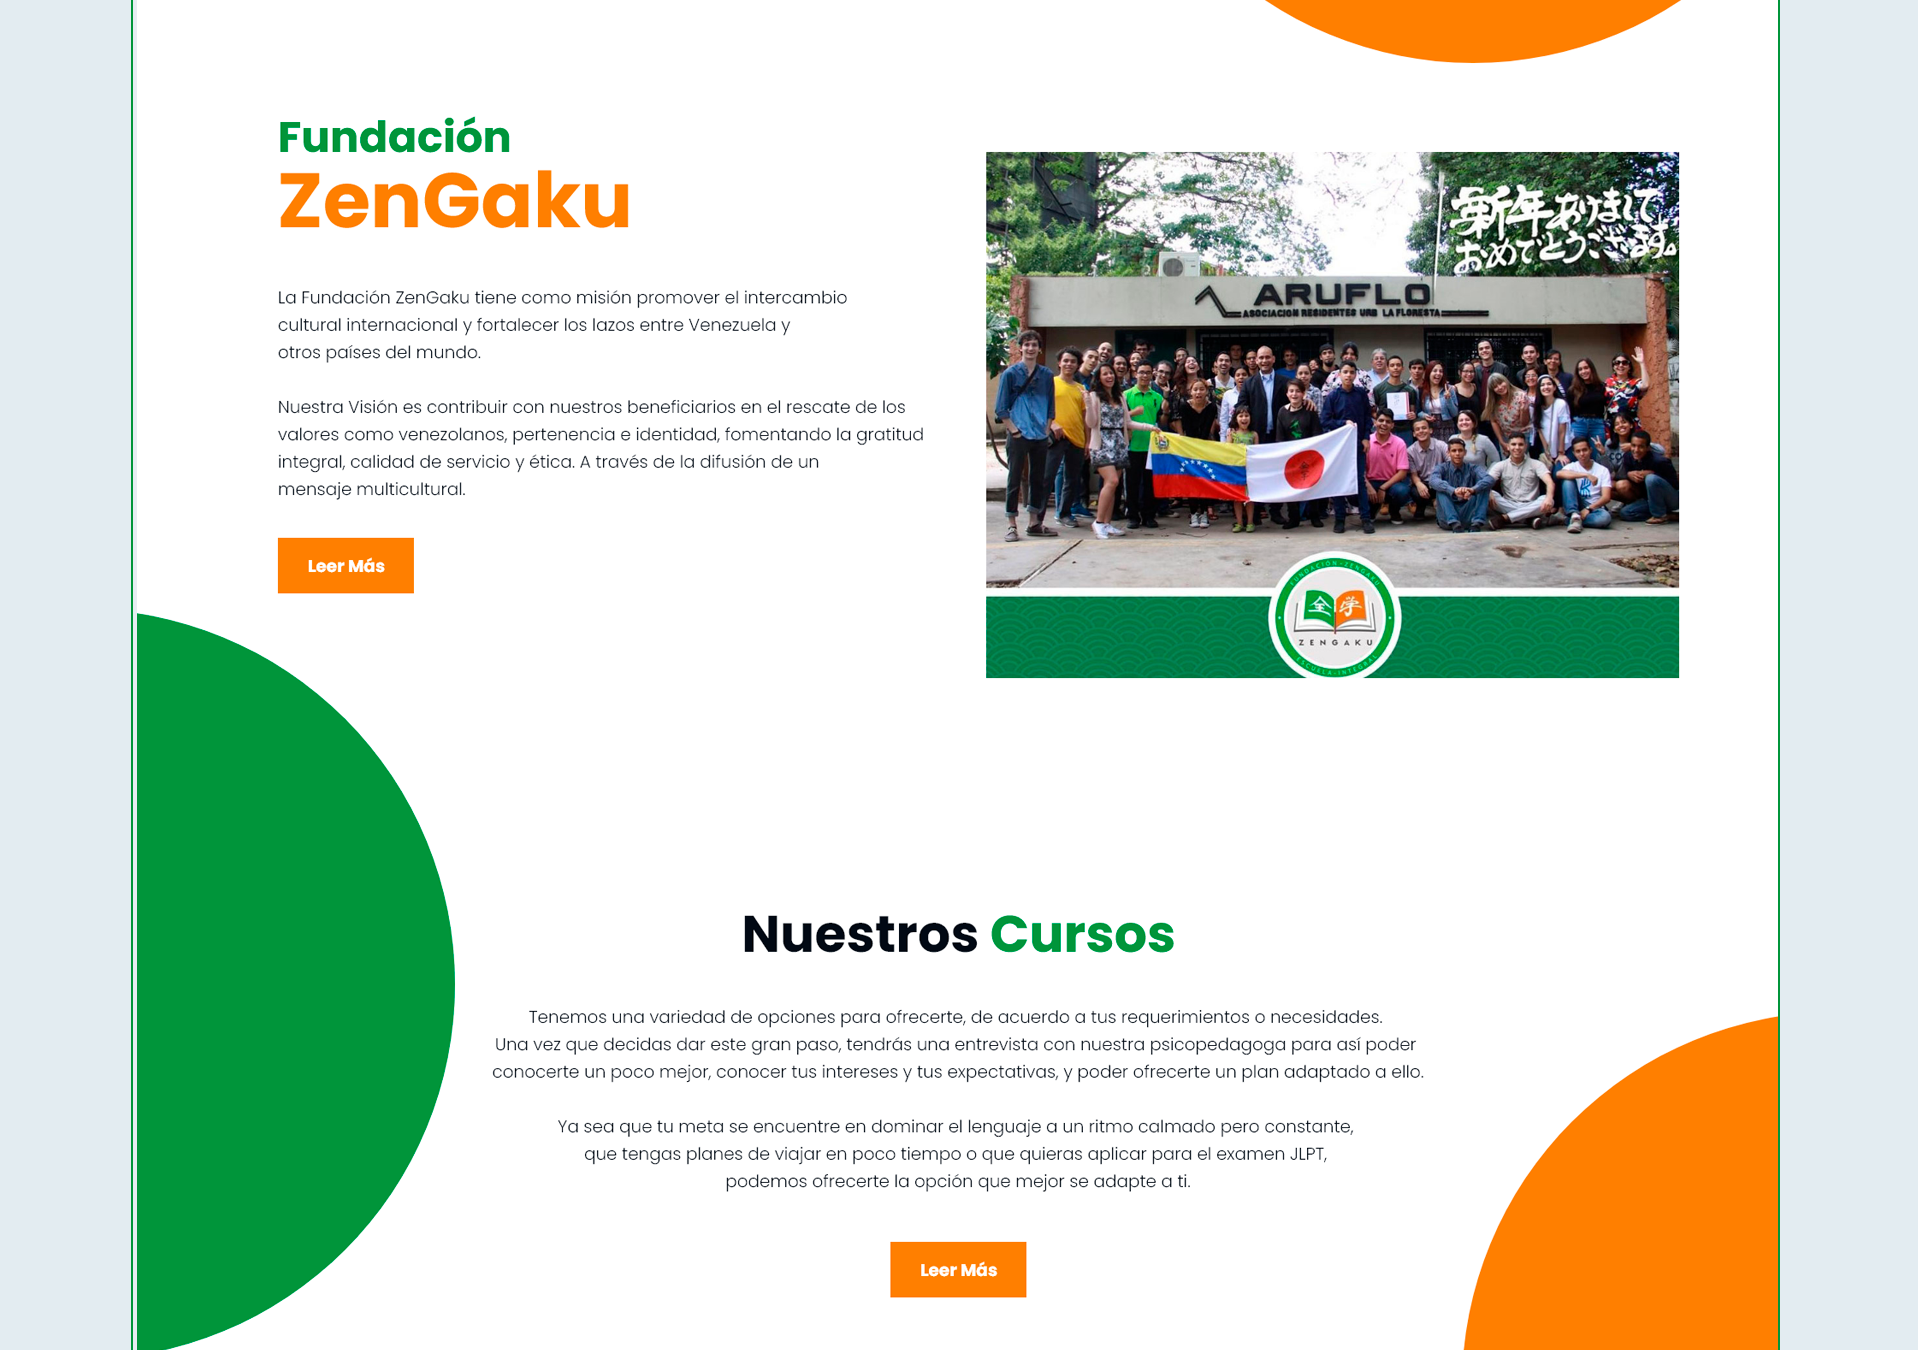 Fundación
ZenGaku
La Fundación ZenGaku tiene como misión promover el intercambio
cultural internacional y fortalecer los lazos entre Venezuela y
otros países del mundo.
Nuestra Visión es contribuir con nuestros beneficiarios en el rescate de los
valores como venezolanos, pertenencia e identidad, fomentando la gratitud
integral, calidad de servicio y ética. A través de la difusión de un
mensaje multicultural.
Leer Más
新年あけまして
おめでとうございます。
ARUFLO
ASOCIACION RESIDENTES URB LA FLORESTA
FUNDACIÓN ZENGAKU
全学
ZENGAKU
ESCUELA INTEGRAL
Nuestros Cursos
Tenemos una variedad de opciones para ofrecerte, de acuerdo a tus requerimientos o necesidades.
Una vez que decidas dar este gran paso, tendrás una entrevista con nuestra psicopedagoga para así poder
conocerte un poco mejor, conocer tus intereses y tus expectativas, y poder ofrecerte un plan adaptado a ello.
Ya sea que tu meta se encuentre en dominar el lenguaje a un ritmo calmado pero constante,
que tengas planes de viajar en poco tiempo o que quieras aplicar para el examen JLPT,
podemos ofrecerte la opción que mejor se adapte a ti.
Leer Más